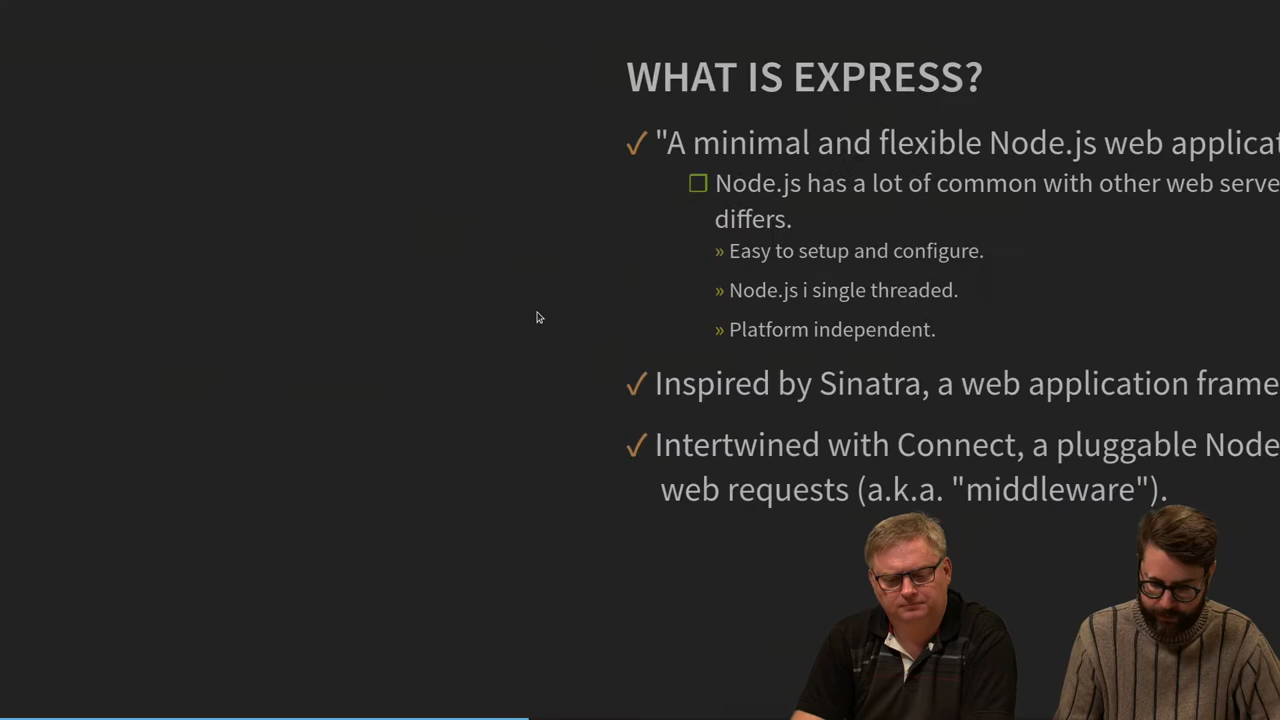 WHAT IS EXPRESS?
✓ "A minimal and flexible Node.js web applicat
❐ Node.js has a lot of common with other web serve
differs.
» Easy to setup and configure.
» Node.js i single threaded.
» Platform independent.
✓ Inspired by Sinatra, a web application frame
✓ Intertwined with Connect, a pluggable Node
web requests (a.k.a. "middleware").